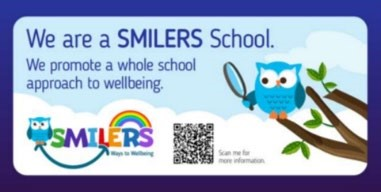 We are a SMILERS School.
We promote a whole school
approach to wellbeing.
SMILERS
Ways to Wellbeing
Scan me for
more information.